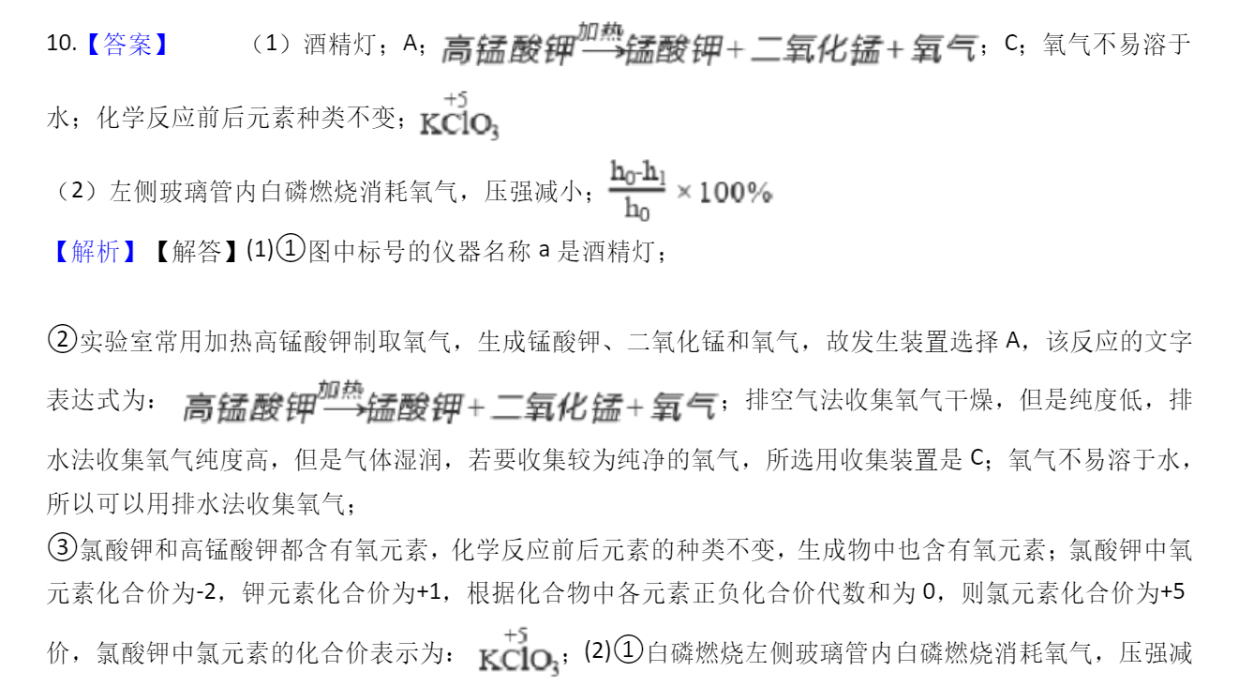 10.【答案】 （1）酒精灯；A；高锰酸钾 加热→ 锰酸钾+二氧化锰+氧气；C；氧气不易溶于
水；化学反应前后元素种类不变；K\overset{+5}{Cl}O₃
（2）左侧玻璃管内白磷燃烧消耗氧气，压强减小；\frac{h₀-h₁}{h₀} × 100%
【解析】【解答】(1)①图中标号的仪器名称 a 是酒精灯；
②实验室常用加热高锰酸钾制取氧气，生成锰酸钾、二氧化锰和氧气，故发生装置选择 A，该反应的文字
表达式为： 高锰酸钾 加热→ 锰酸钾+二氧化锰+氧气；排空气法收集氧气干燥，但是纯度低，排
水法收集氧气纯度高，但是气体湿润，若要收集较为纯净的氧气，所选用收集装置是 C；氧气不易溶于水，
所以可以用排水法收集氧气；
③氯酸钾和高锰酸钾都含有氧元素，化学反应前后元素的种类不变，生成物中也含有氧元素；氯酸钾中氧
元素化合价为-2，钾元素化合价为+1，根据化合物中各元素正负化合价代数和为 0，则氯元素化合价为+5
价，氯酸钾中氯元素的化合价表示为： K\overset{+5}{Cl}O₃；(2)①白磷燃烧左侧玻璃管内白磷燃烧消耗氧气，压强减